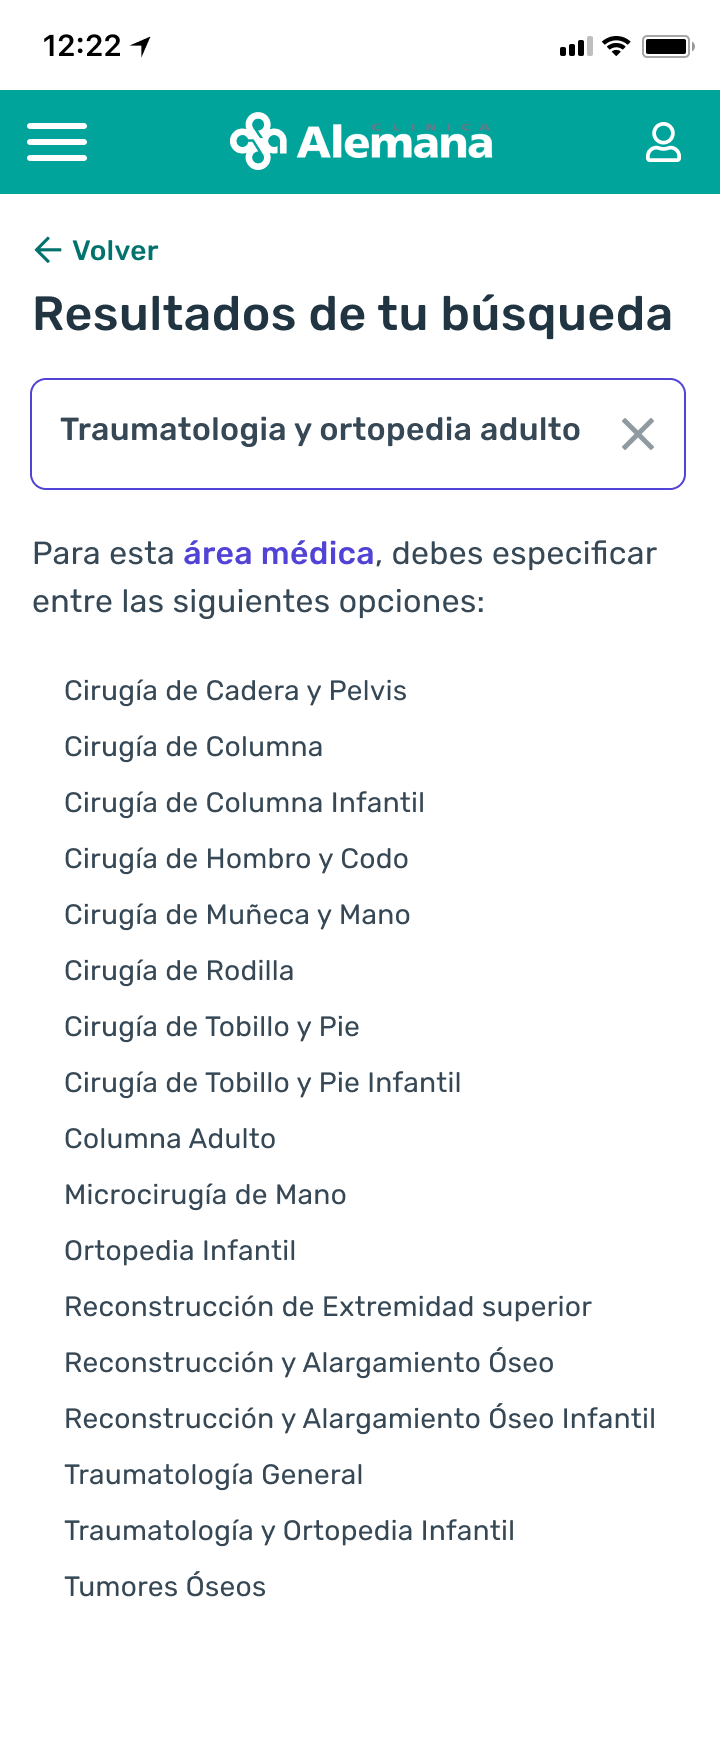 12:22
CLINICA
Alemana
Volver
Resultados de tu búsqueda
Traumatologia y ortopedia adulto
Para esta área médica, debes especificar
entre las siguientes opciones:
Cirugía de Cadera y Pelvis
Cirugía de Columna
Cirugía de Columna Infantil
Cirugía de Hombro y Codo
Cirugía de Muñeca y Mano
Cirugía de Rodilla
Cirugía de Tobillo y Pie
Cirugía de Tobillo y Pie Infantil
Columna Adulto
Microcirugía de Mano
Ortopedia Infantil
Reconstrucción de Extremidad superior
Reconstrucción y Alargamiento Óseo
Reconstrucción y Alargamiento Óseo Infantil
Traumatología General
Traumatología y Ortopedia Infantil
Tumores Óseos